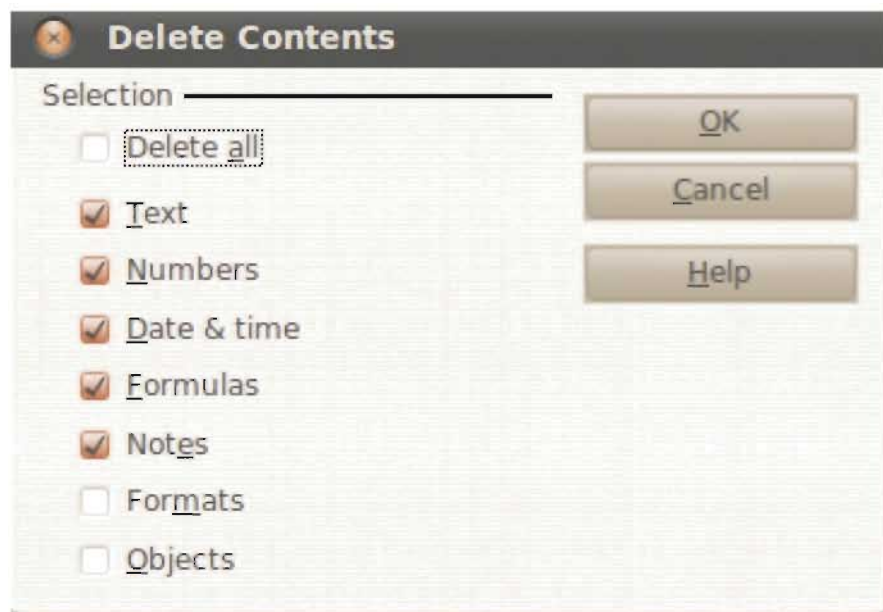 Delete Contents
Selection
Delete all
Text
Numbers
Date & time
Formulas
Notes
Formats
Objects
OK
Cancel
Help